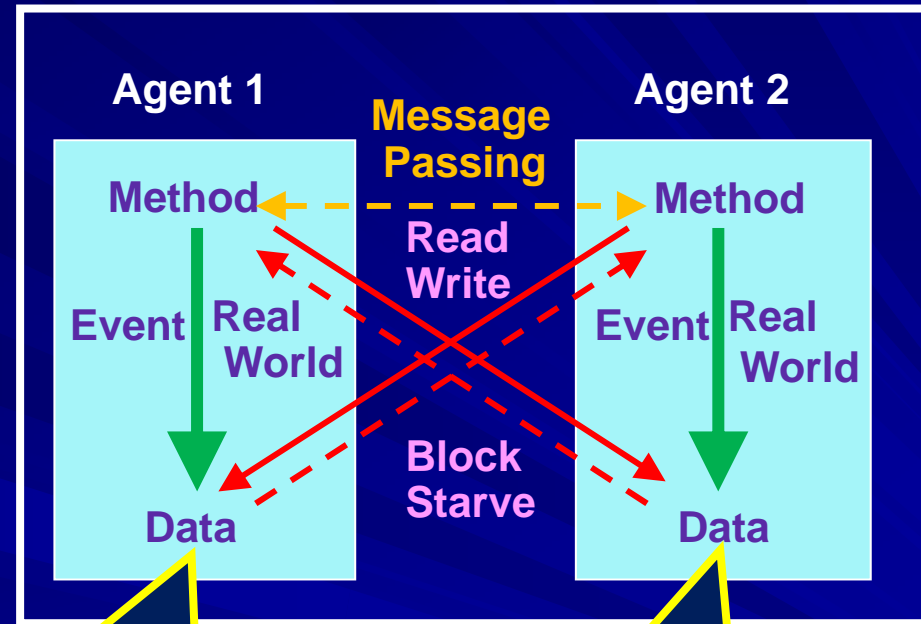 Agent 1
Agent 2
Message
Passing
Method
Method
Read
Write
Event
Real
World
Event
Real
World
Block
Starve
Data
Data